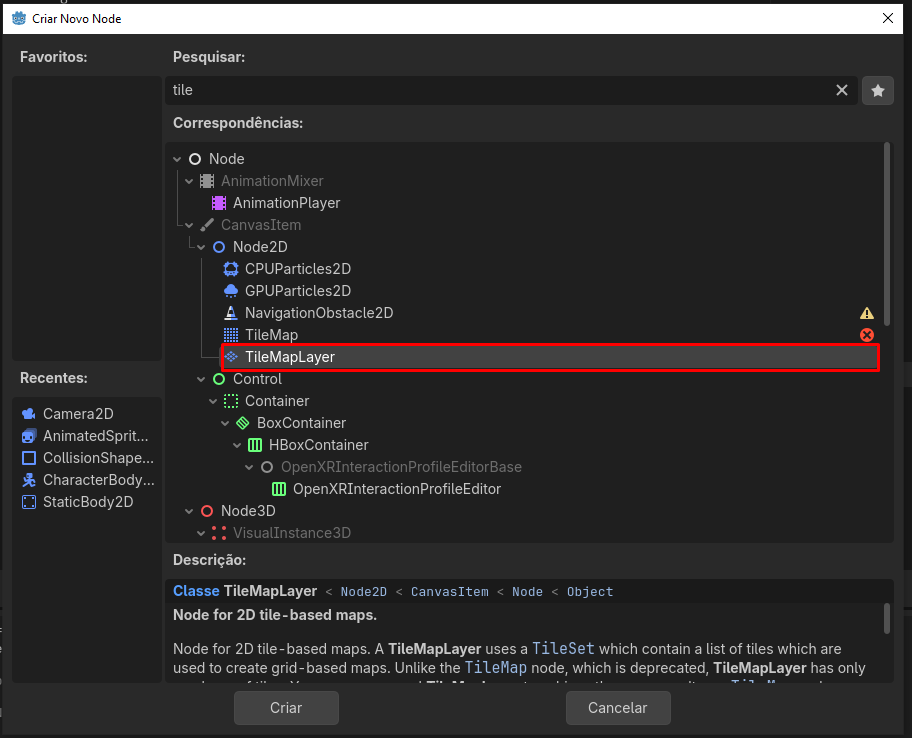 Criar Novo Node
Favoritos:
Pesquisar:
tile
Correspondências:
Node
AnimationMixer
AnimationPlayer
CanvasItem
Node2D
CPUParticles2D
GPUParticles2D
NavigationObstacle2D
TileMap
TileMapLayer
Control
Container
BoxContainer
HBoxContainer
OpenXRInteractionProfileEditorBase
OpenXRInteractionProfileEditor
Node3D
VisualInstance3D
Recentes:
Camera2D
AnimatedSprit...
CollisionShape...
CharacterBody...
StaticBody2D
Descrição:
Classe TileMapLayer < Node2D < CanvasItem < Node < Object
Node for 2D tile-based maps.
Node for 2D tile-based maps. A TileMapLayer uses a TileSet which contain a list of tiles which are
used to create grid-based maps. Unlike the TileMap node, which is deprecated, TileMapLayer has only
Criar
Cancelar